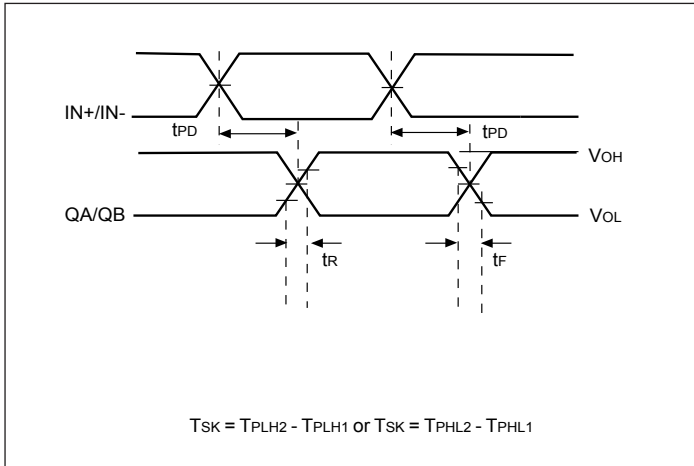 IN+/IN-
tPD
tPD
VOH
QA/QB
VOL
tR
tF
TSK = TPLH2 - TPLH1 or TSK = TPHL2 - TPHL1